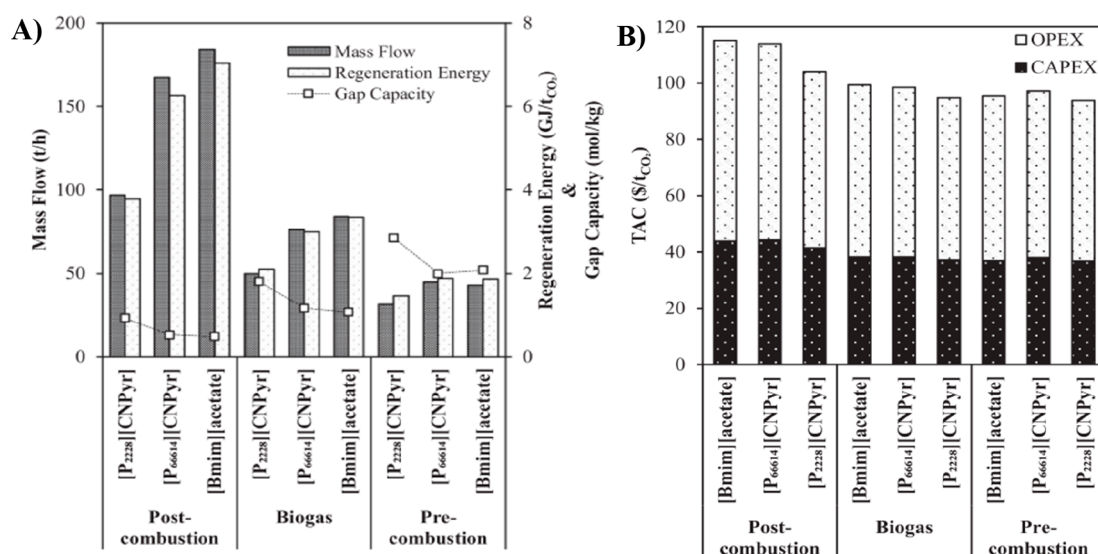 A)
200
150
100
50
0
Mass Flow (t/h)
Mass Flow
Regeneration Energy
Gap Capacity
8
6
4
2
0
Regeneration Energy (GJ/t_CO₂)
&
Gap Capacity (mol/kg)
[P₂₂₂₈][CNPyr]
[P₆₆₆₁₄][CNPyr]
[Bmim][acetate]
[P₂₂₂₈][CNPyr]
[P₆₆₆₁₄][CNPyr]
[Bmim][acetate]
[P₂₂₂₈][CNPyr]
[P₆₆₆₁₄][CNPyr]
[Bmim][acetate]
Post-
combustion
Biogas
Pre-
combustion
B)
120
100
80
60
40
20
0
TAC ($/t_CO₂)
OPEX
CAPEX
[Bmim][acetate]
[P₆₆₆₁₄][CNPyr]
[P₂₂₂₈][CNPyr]
[Bmim][acetate]
[P₆₆₆₁₄][CNPyr]
[P₂₂₂₈][CNPyr]
[Bmim][acetate]
[P₆₆₆₁₄][CNPyr]
[P₂₂₂₈][CNPyr]
Post-
combustion
Biogas
Pre-
combustion